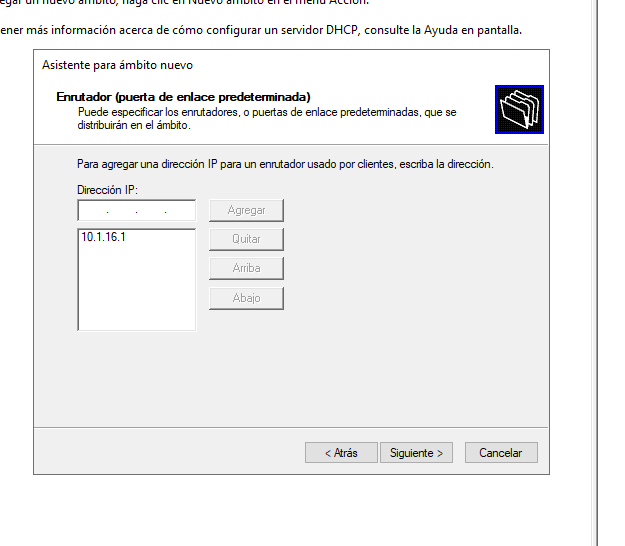 egar un nuevo ámbito, haga clic en Nuevo ámbito en el menú Acción.
ener más información acerca de cómo configurar un servidor DHCP, consulte la Ayuda en pantalla.
Asistente para ámbito nuevo
Enrutador (puerta de enlace predeterminada)
Puede especificar los enrutadores, o puertas de enlace predeterminadas, que se
distribuirán en el ámbito.
Para agregar una dirección IP para un enrutador usado por clientes, escriba la dirección.
Dirección IP:
. . .
Agregar
10.1.16.1
Quitar
Arriba
Abajo
< Atrás
Siguiente >
Cancelar